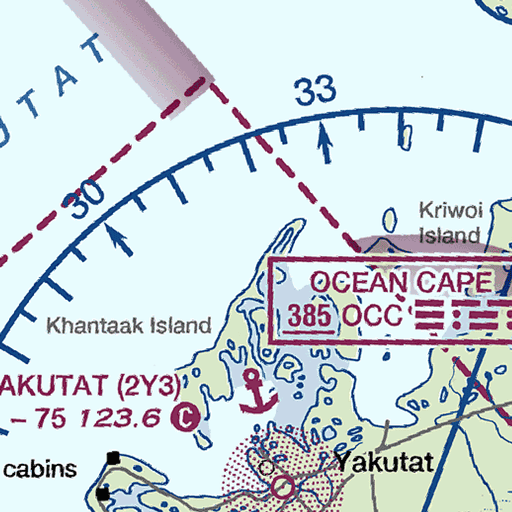 UTAT
33
30
Kriwoi
Island
OCEAN CAPE
385 OCC
Khantaak Island
AKUTAT (2Y3)
– 75 123.6 C
cabins
Yakutat